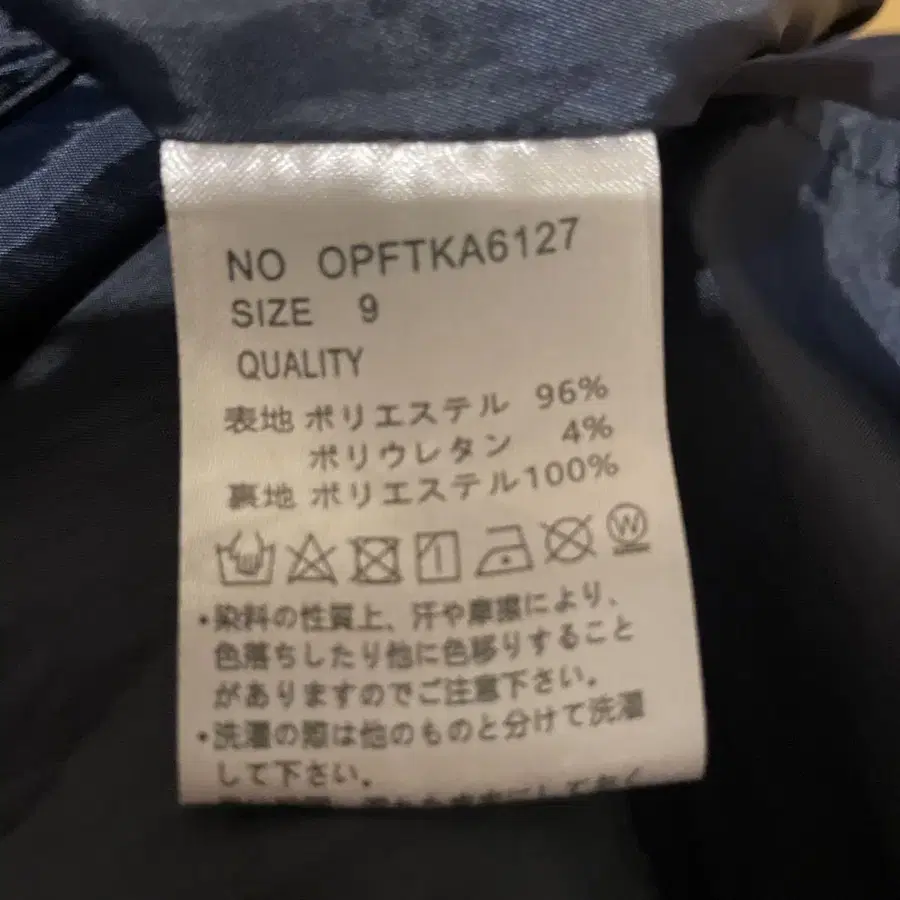 NO OPFTKA6127
SIZE 9
QUALITY
表地 ポリエステル 96%
ポリウレタン 4%
裏地 ポリエステル100%
W
・染料の性質上、汗や摩擦により、
色落ちしたり他に色移りすること
がありますのでご注意下さい。
・洗濯の際は他のものと分けて洗濯
して下さい。